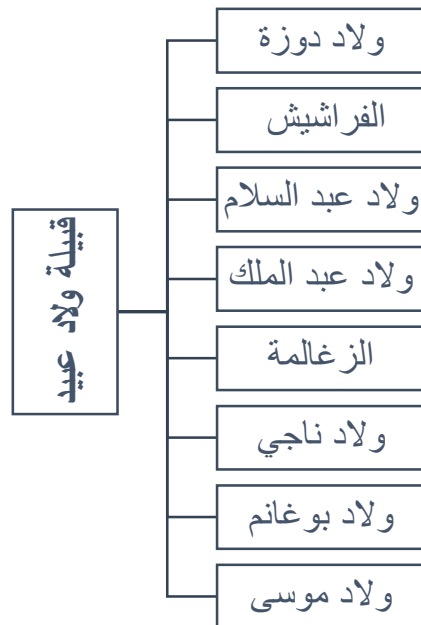 قبيلة ولاد عبيد
ولاد دوزة
الفراشيش
ولاد عبد السلام
ولاد عبد الملك
الزغالمة
ولاد ناجي
ولاد بوغانم
ولاد موسى